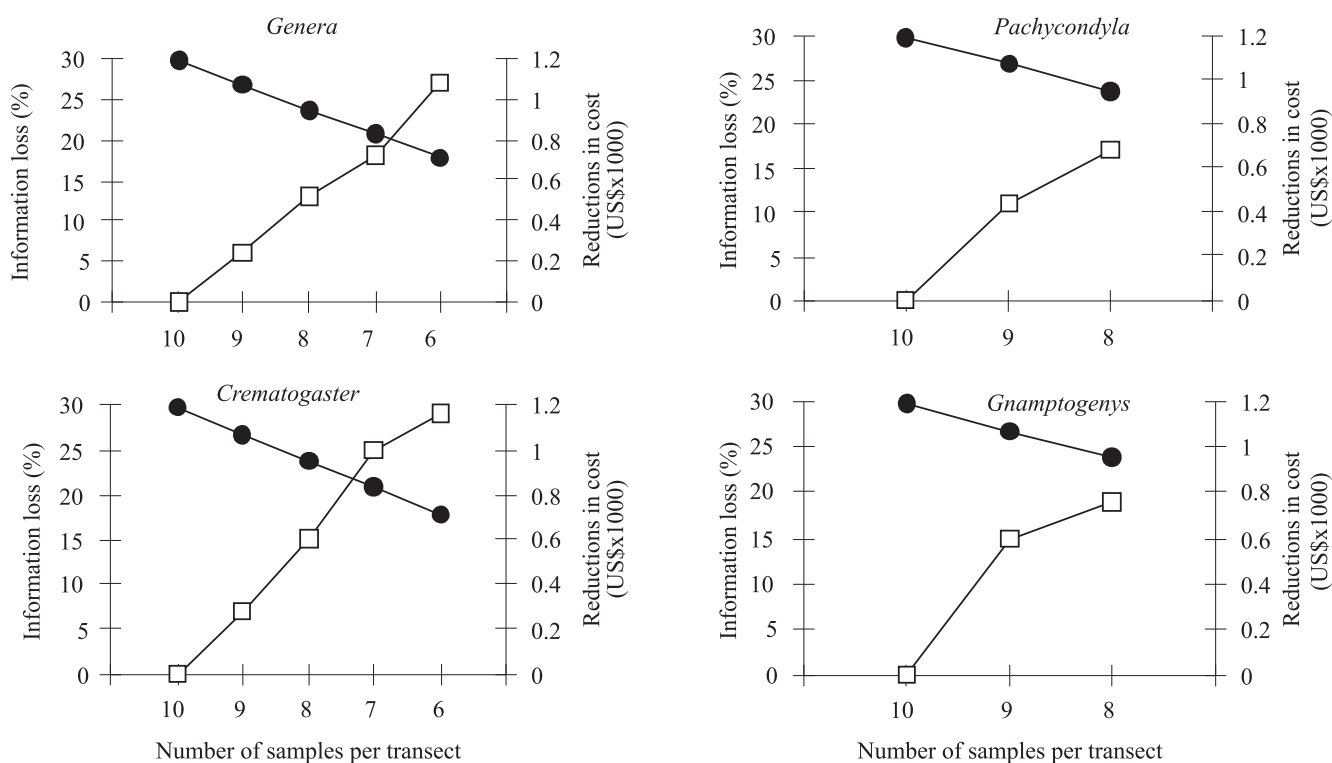 Genera
Information loss (%)
30
25
20
15
10
5
0
1.2
1
0.8
0.6
0.4
0.2
0
Reductions in cost
(US$x1000)
10 9 8 7 6
Pachycondyla
Information loss (%)
30
25
20
15
10
5
0
1.2
1
0.8
0.6
0.4
0.2
0
Reductions in cost
(US$x1000)
10 9 8
Crematogaster
Information loss (%)
30
25
20
15
10
5
0
1.2
1
0.8
0.6
0.4
0.2
0
Reductions in cost
(US$x1000)
10 9 8 7 6
Number of samples per transect
Gnamptogenys
Information loss (%)
30
25
20
15
10
5
0
1.2
1
0.8
0.6
0.4
0.2
0
Reductions in cost
(US$x1000)
10 9 8
Number of samples per transect